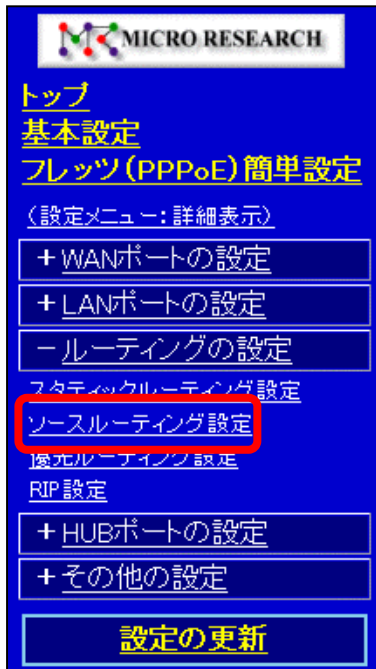 MICRO RESEARCH
トップ
基本設定
フレッツ(PPPoE)簡単設定
(設定メニュー:詳細表示)
+WANポートの設定
+LANポートの設定
-ルーティングの設定
スタティックルーティング設定
ソースルーティング設定
優先ルーティング設定
RIP設定
+HUBポートの設定
+その他の設定
設定の更新